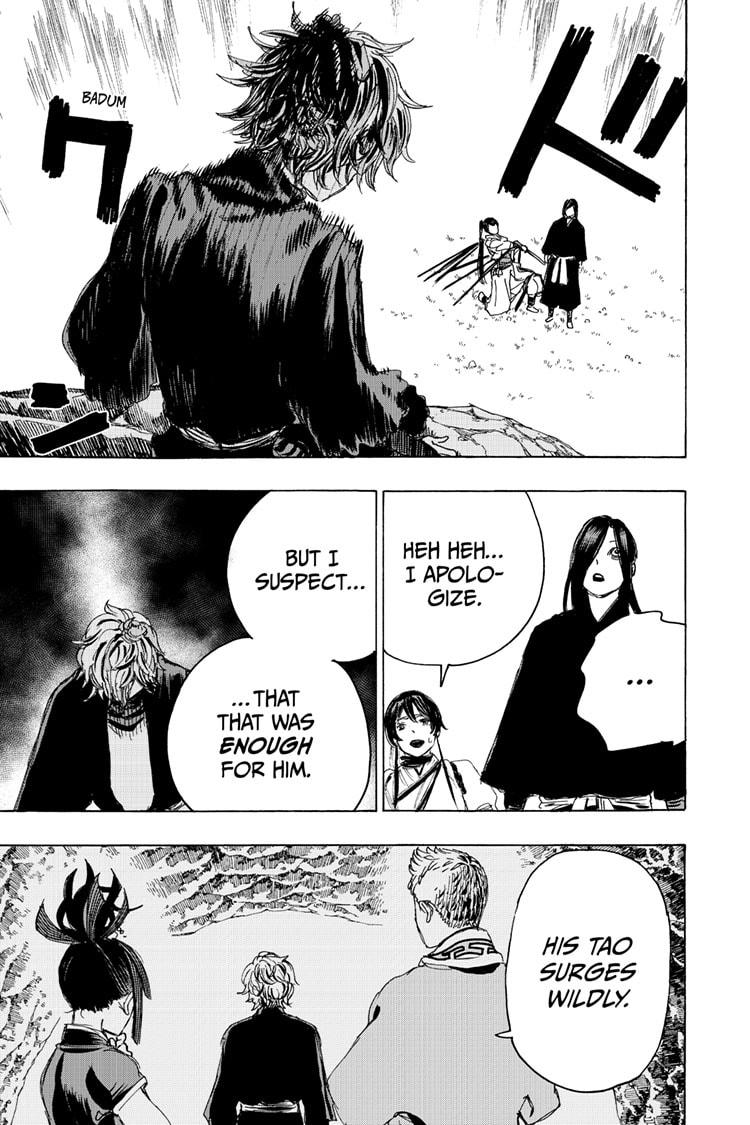 ド
ク
BADUM
...
HEH HEH...
I APOLO-
GIZE.
BUT I
SUSPECT...
...THAT
THAT WAS
ENOUGH
FOR HIM.
HIS TAO
SURGES
WILDLY.